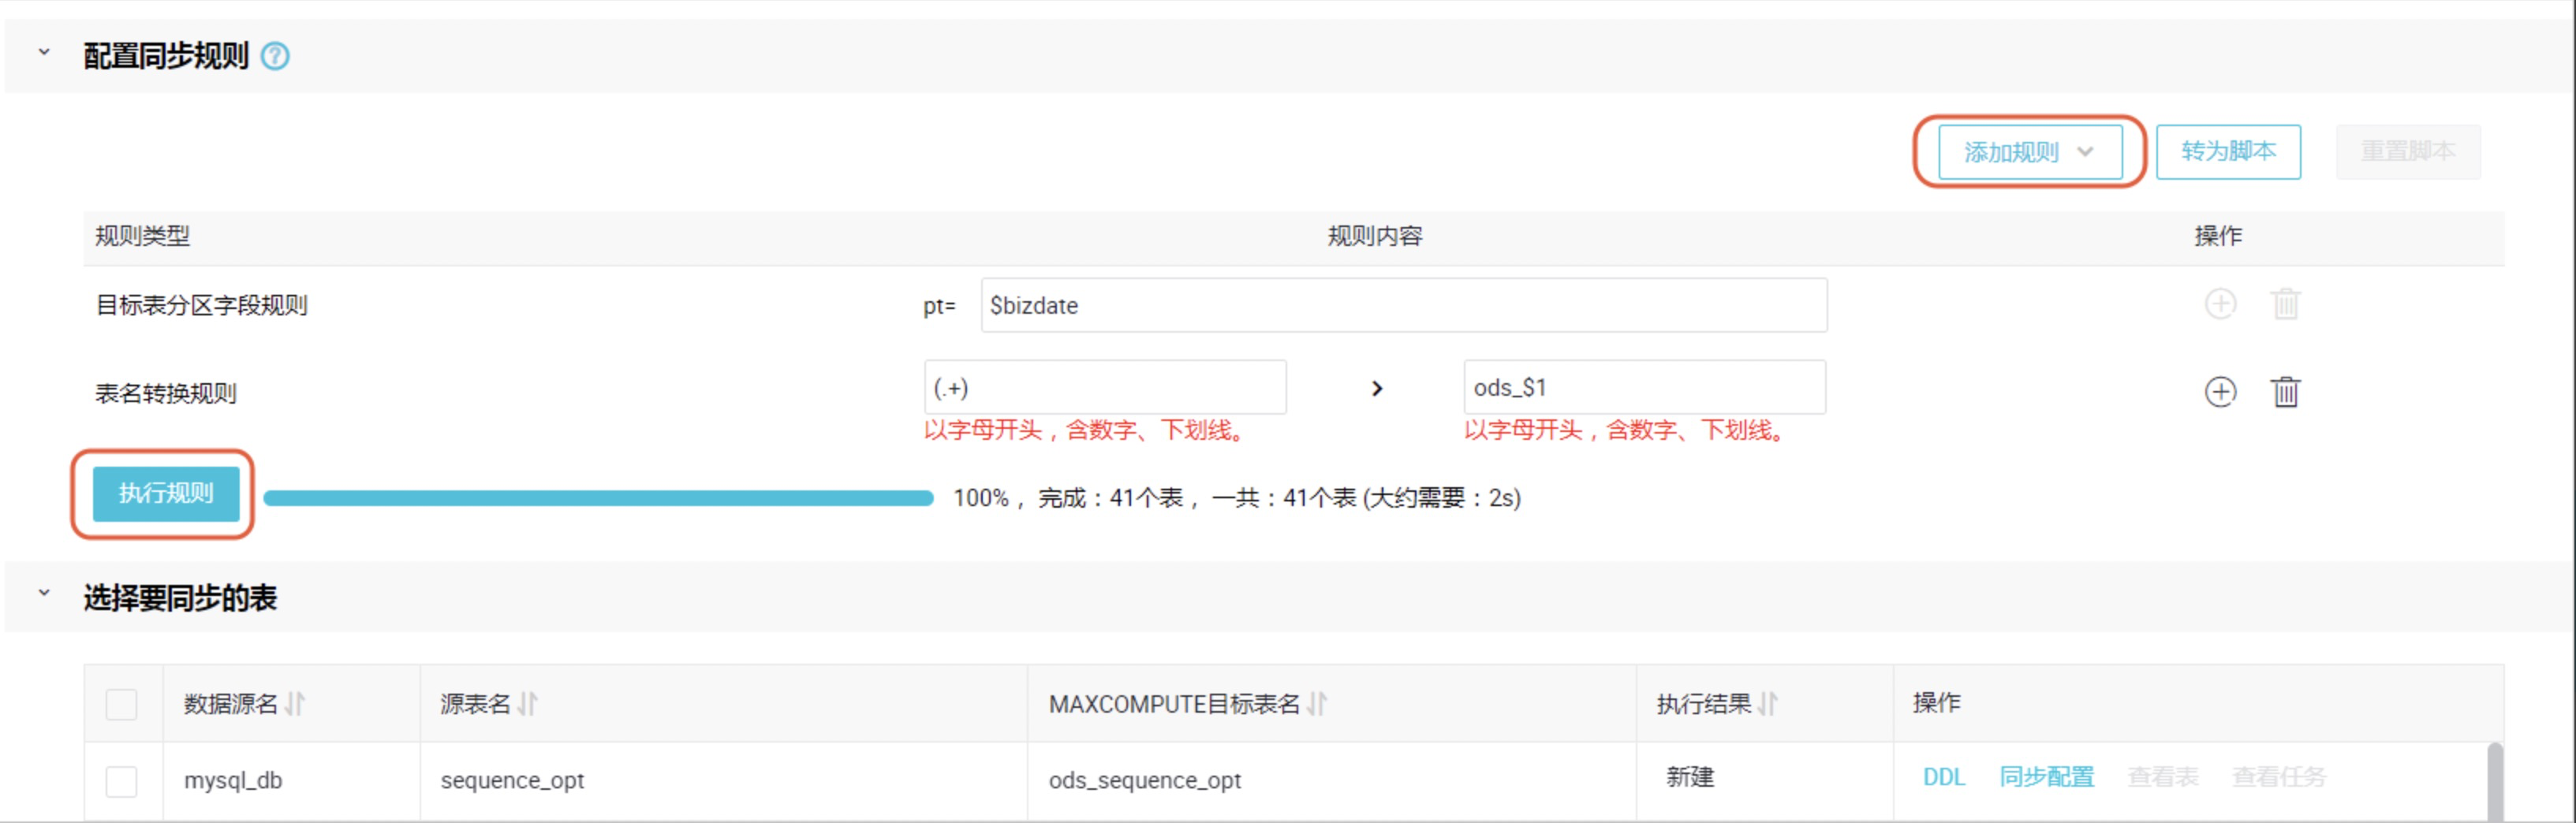 配置同步规则 ?
添加规则 转为脚本 重置脚本
规则类型 规则内容 操作
目标表分区字段规则 pt= $bizdate
表名转换规则 (.+) > ods_$1
以字母开头，含数字、下划线。 以字母开头，含数字、下划线。
执行规则 100%，完成：41个表，一共：41个表 (大约需要：2s)
选择要同步的表
数据源名 源表名 MAXCOMPUTE目标表名 执行结果 操作
mysql_db sequence_opt ods_sequence_opt 新建 DDL 同步配置 查看表 查看任务